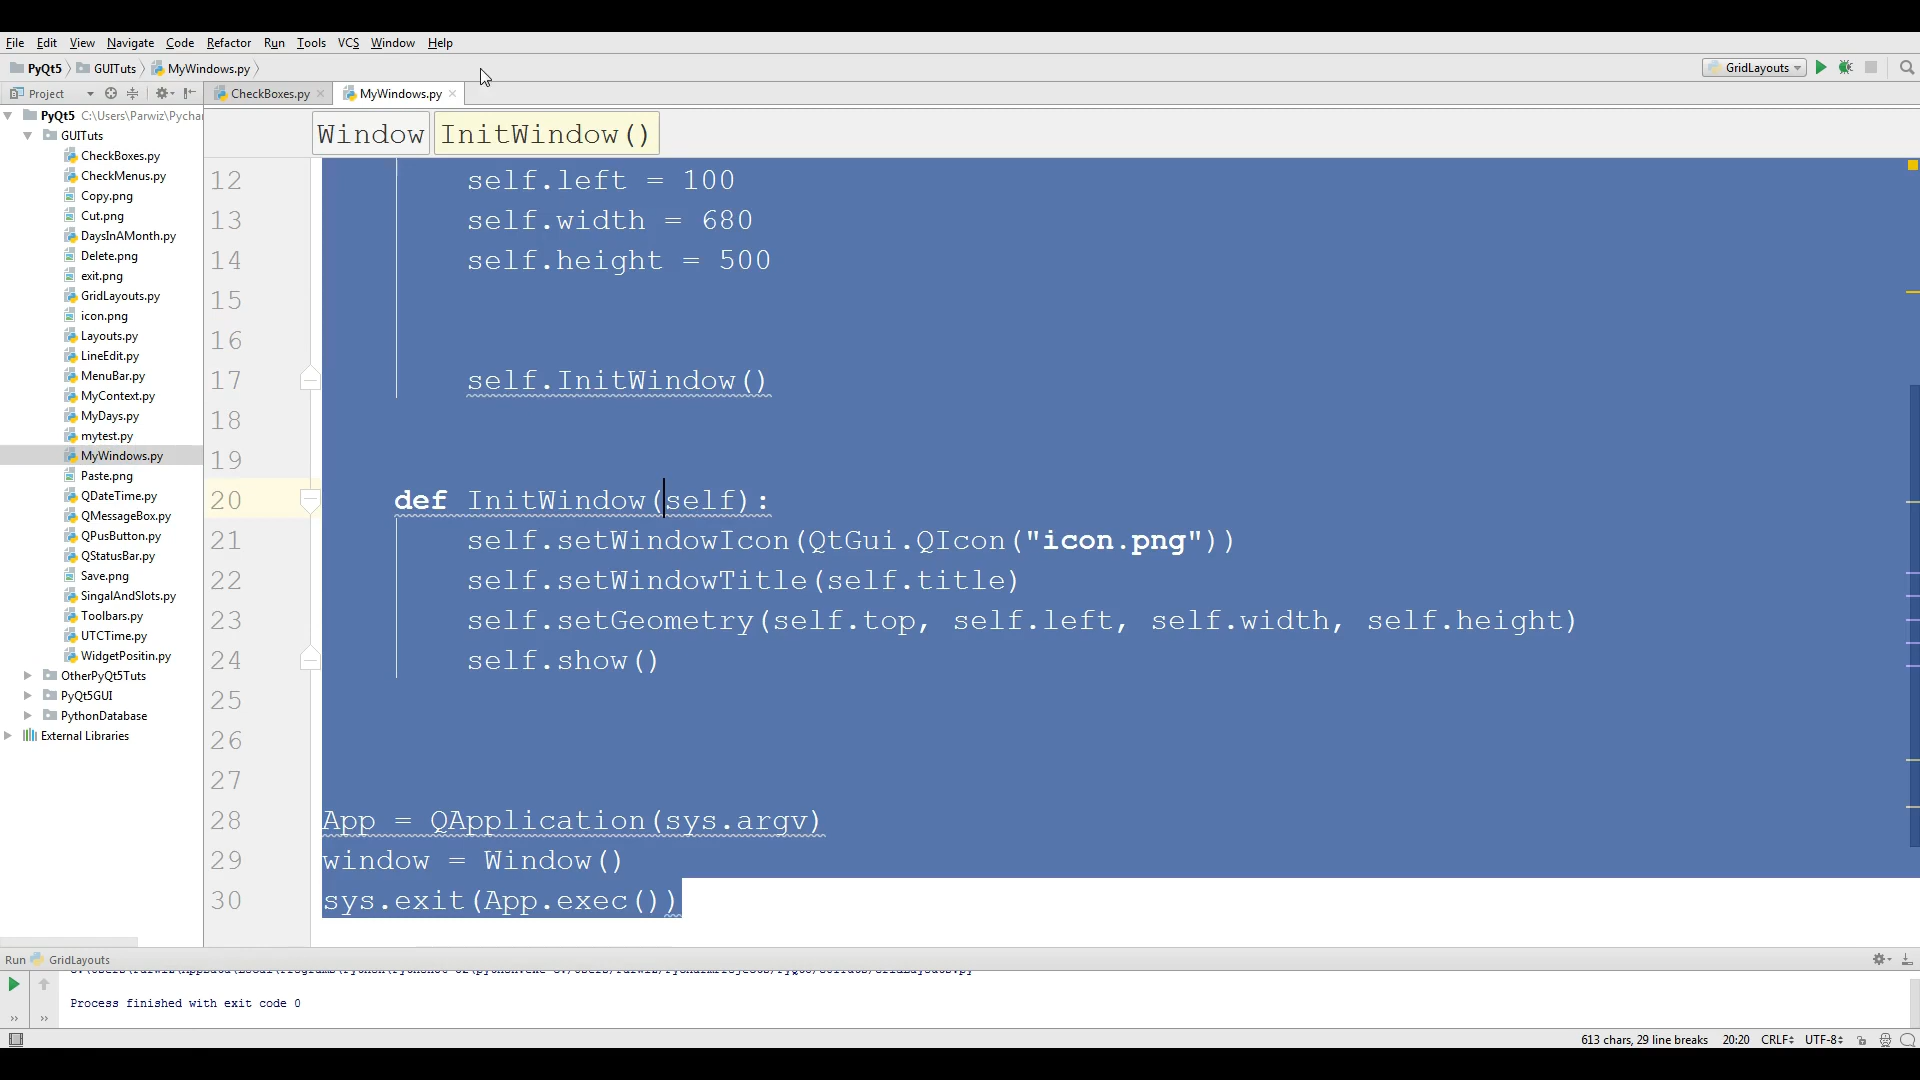 File Edit View Navigate Code Refactor Run Tools VCS Window Help
PyQt5 GUITuts MyWindows.py GridLayouts
Project CheckBoxes.py MyWindows.py
PyQt5 C:\Users\Parwiz\Pychar
GUITuts
CheckBoxes.py
CheckMenus.py
Copy.png
Cut.png
DaysInAMonth.py
Delete.png
exit.png
GridLayouts.py
icon.png
Layouts.py
LineEdit.py
MenuBar.py
MyContext.py
MyDays.py
mytest.py
MyWindows.py
Paste.png
QDateTime.py
QMessageBox.py
QPusButton.py
QStatusBar.py
Save.png
SingalAndSlots.py
Toolbars.py
UTCTime.py
WidgetPositin.py
OtherPyQt5Tuts
PyQt5GUI
PythonDatabase
External Libraries
Window InitWindow()
12 self.left = 100
13 self.width = 680
14 self.height = 500
15
16
17 self.InitWindow()
18
19
20 def InitWindow(self):
21 self.setWindowIcon(QtGui.QIcon("icon.png"))
22 self.setWindowTitle(self.title)
23 self.setGeometry(self.top, self.left, self.width, self.height)
24 self.show()
25
26
27
28 App = QApplication(sys.argv)
29 window = Window()
30 sys.exit(App.exec())
Run GridLayouts
Process finished with exit code 0
613 chars, 29 line breaks 20:20 CRLF UTF-8